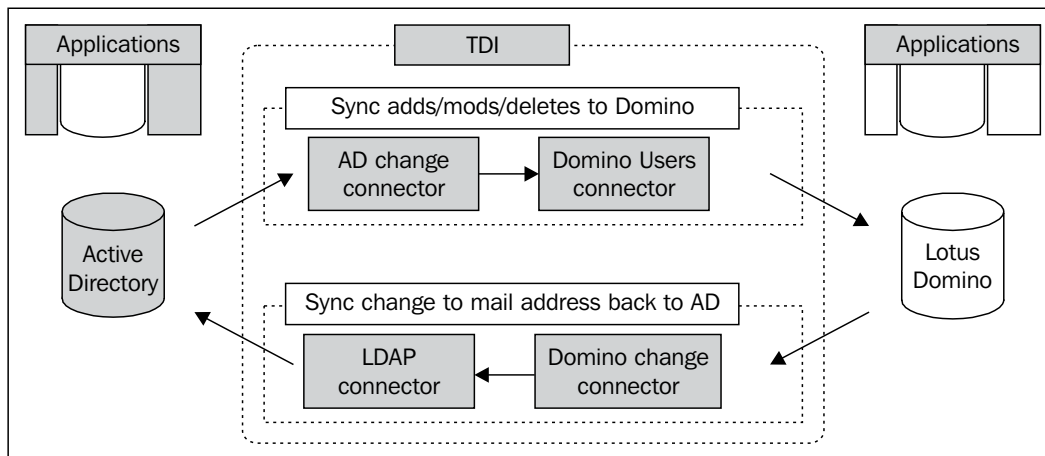 Applications
TDI
Applications
Sync adds/mods/deletes to Domino
AD change
connector
Domino Users
connector
Active
Directory
Lotus
Domino
Sync change to mail address back to AD
LDAP
connector
Domino change
connector